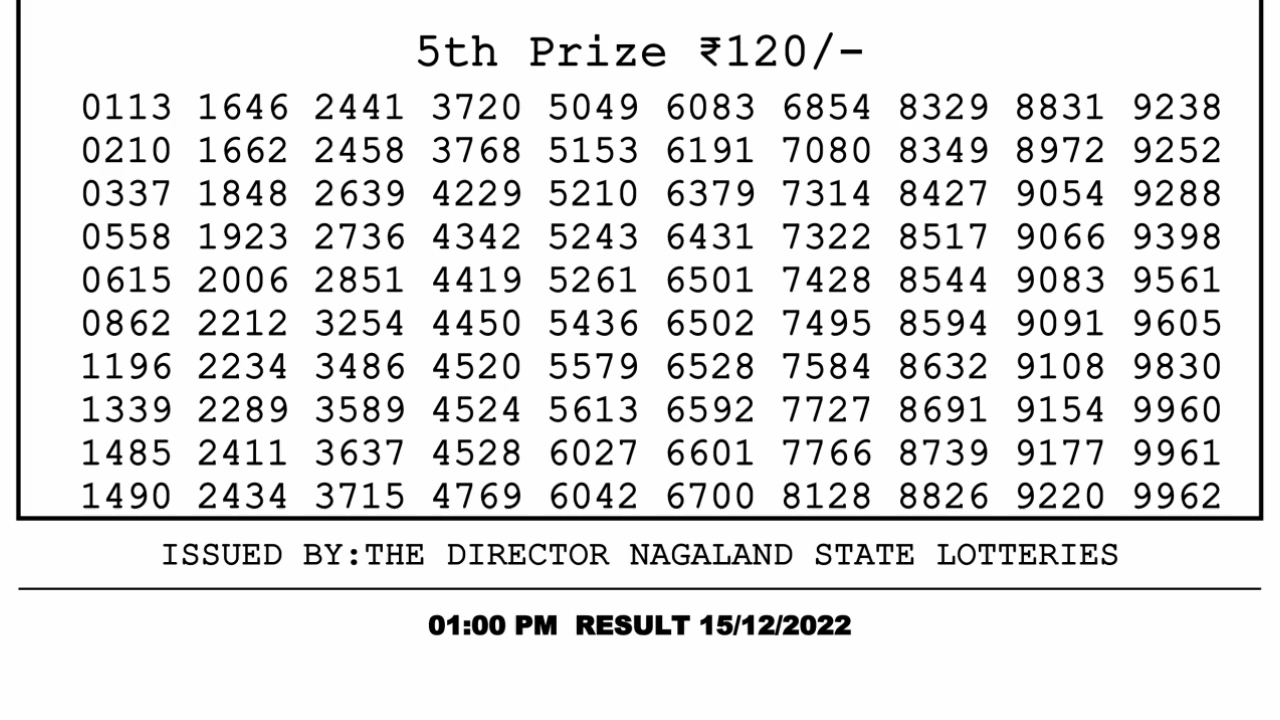 5th Prize ₹120/-
0113 1646 2441 3720 5049 6083 6854 8329 8831 9238
0210 1662 2458 3768 5153 6191 7080 8349 8972 9252
0337 1848 2639 4229 5210 6379 7314 8427 9054 9288
0558 1923 2736 4342 5243 6431 7322 8517 9066 9398
0615 2006 2851 4419 5261 6501 7428 8544 9083 9561
0862 2212 3254 4450 5436 6502 7495 8594 9091 9605
1196 2234 3486 4520 5579 6528 7584 8632 9108 9830
1339 2289 3589 4524 5613 6592 7727 8691 9154 9960
1485 2411 3637 4528 6027 6601 7766 8739 9177 9961
1490 2434 3715 4769 6042 6700 8128 8826 9220 9962
ISSUED BY:THE DIRECTOR NAGALAND STATE LOTTERIES
01:00 PM RESULT 15/12/2022